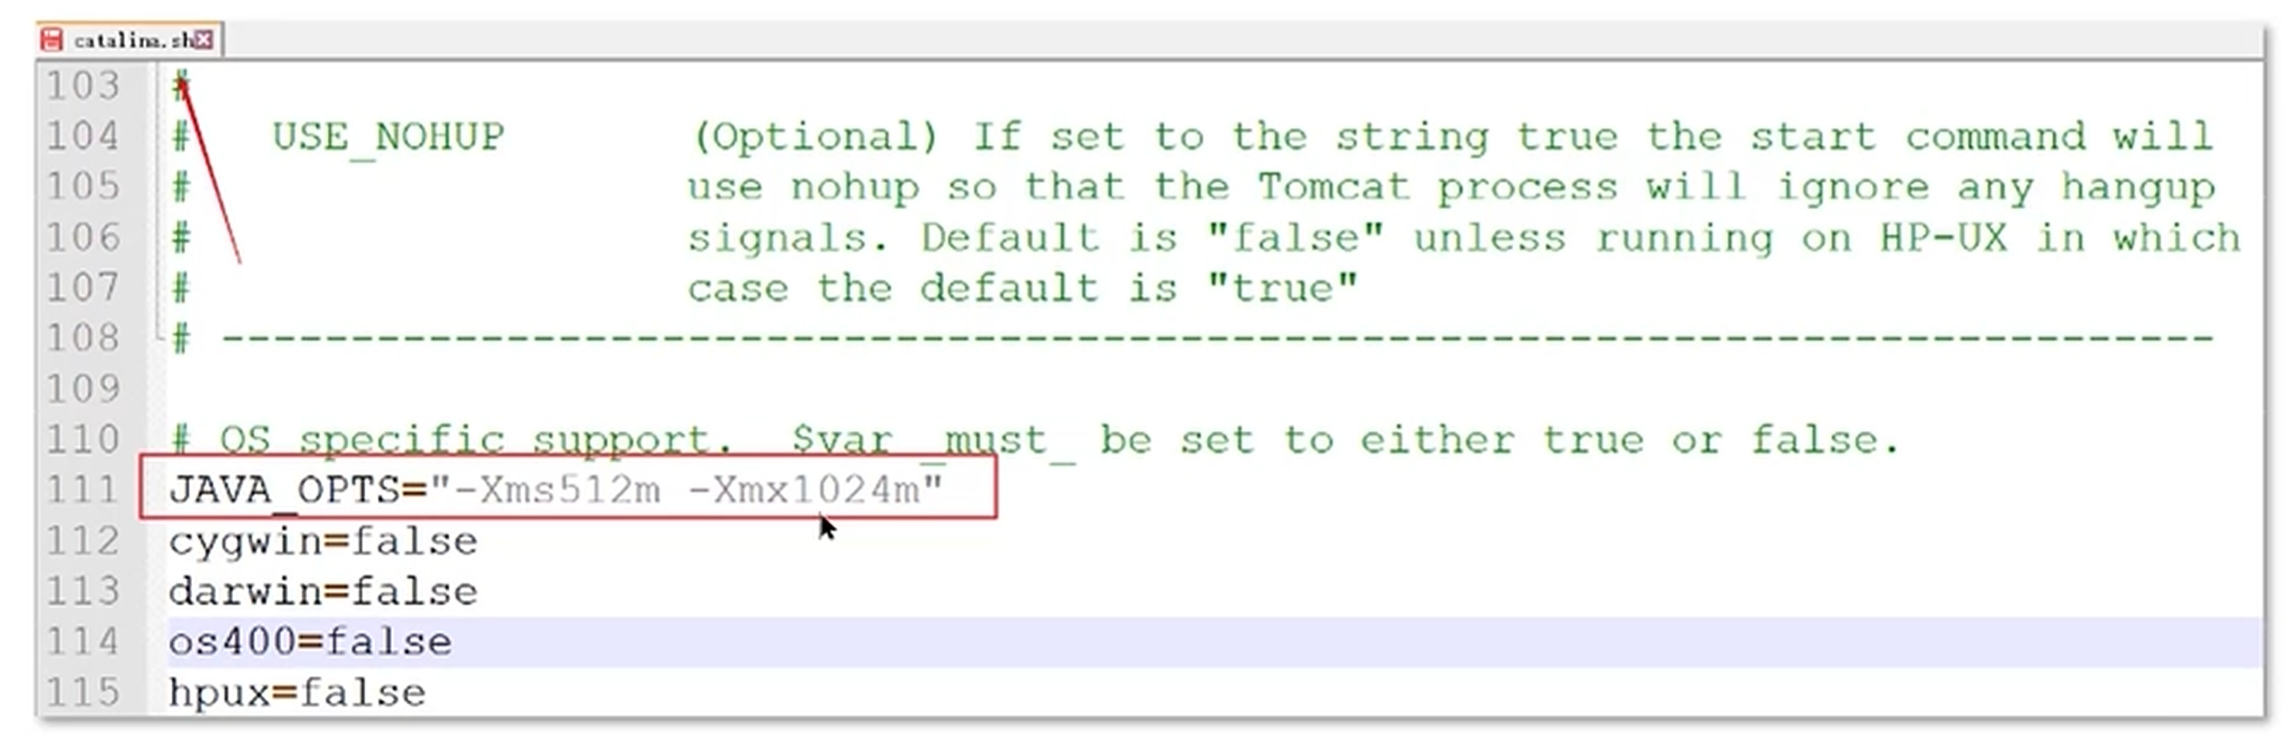 catalina.sh
103 #
104 # USE_NOHUP (Optional) If set to the string true the start command will
105 # use nohup so that the Tomcat process will ignore any hangup
106 # signals. Default is "false" unless running on HP-UX in which
107 # case the default is "true"
108 # -----------------------------------------------------------------------------
109
110 # OS specific support.  $var _must_ be set to either true or false.
111 JAVA_OPTS="-Xms512m -Xmx1024m"
112 cygwin=false
113 darwin=false
114 os400=false
115 hpux=false